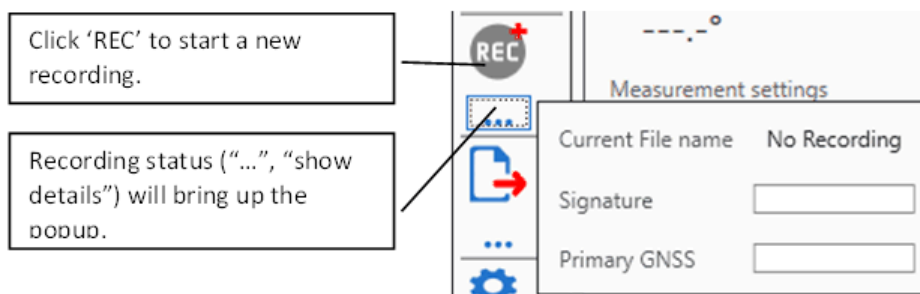 Click ‘REC’ to start a new
recording.
Recording status (“...”, “show
details”) will bring up the
popup.
REC
---.-°
Measurement settings
...
Current File name No Recording
Signature
Primary GNSS
...